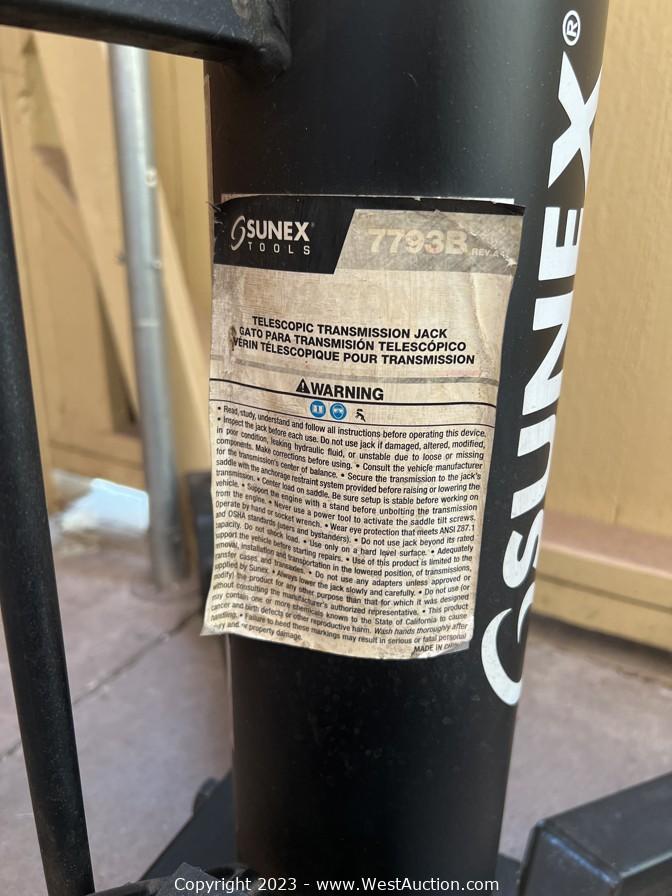 SUNEX®
TOOLS
7793B REV A
TELESCOPIC TRANSMISSION JACK
GATO PARA TRANSMISIÓN TELESCÓPICO
VÉRIN TÉLESCOPIQUE POUR TRANSMISSION
WARNING
• Read, study, understand and follow all instructions before operating this device.
• Inspect the jack before each use. Do not use jack if damaged, altered, modified,
in poor condition, leaking hydraulic fluid, or unstable due to loose or missing
components. Make corrections before using. • Consult the vehicle manufacturer
for the transmission's center of balance. • Secure the transmission to the jack's
saddle with the anchorage restraint system provided before raising or lowering the
transmission. • Center load on saddle. Be sure setup is stable before working on
vehicle. • Support the engine with a stand before unbolting the transmission
from the engine. • Never use a power tool to activate the saddle tilt screws.
Operate by hand or socket wrench. • Wear eye protection that meets ANSI Z87.1
and OSHA standards (users and bystanders). • Do not use jack beyond its rated
capacity. Do not shock load. • Use only on a hard level surface. • Adequately
support the vehicle before starting repairs. • Use of this product is limited to the
removal, installation and transportation in the lowered position, of transmissions,
transfer cases, and transaxles. • Do not use any adapters unless approved or
supplied by Sunex. • Always lower the jack slowly and carefully. • Do not use (or
modify) the product for any other purpose than that for which it was designed
without consulting the manufacturer's authorized representative. • This product
may contain one or more chemicals known to the State of California to cause
cancer and birth defects or other reproductive harm. Wash hands thoroughly after
handling. • Failure to heed these markings may result in serious or fatal personal
injury and/or property damage.
MADE IN
SUNEX®
Copyright 2023 - www.WestAuction.com